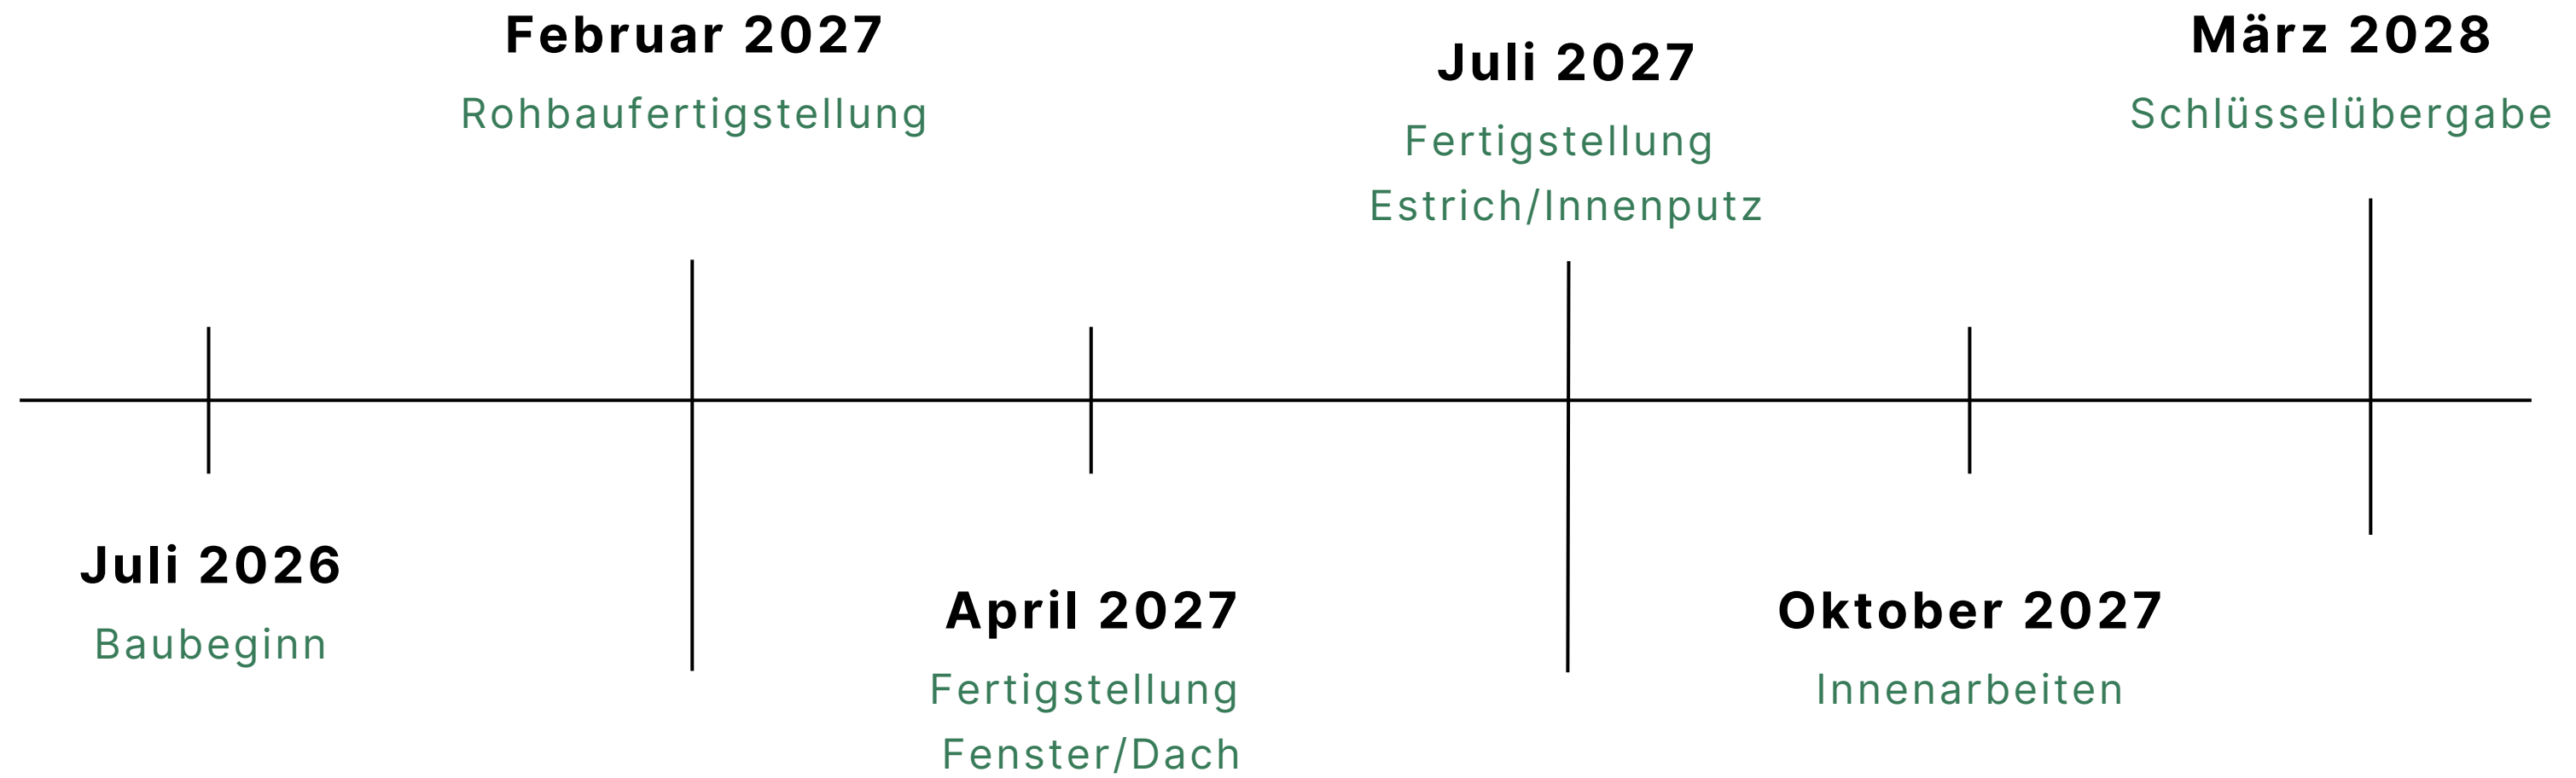 Februar 2027
Rohbaufertigstellung
Juli 2027
Fertigstellung
Estrich/Innenputz
März 2028
Schlüsselübergabe
Juli 2026
Baubeginn
April 2027
Fertigstellung
Fenster/Dach
Oktober 2027
Innenarbeiten